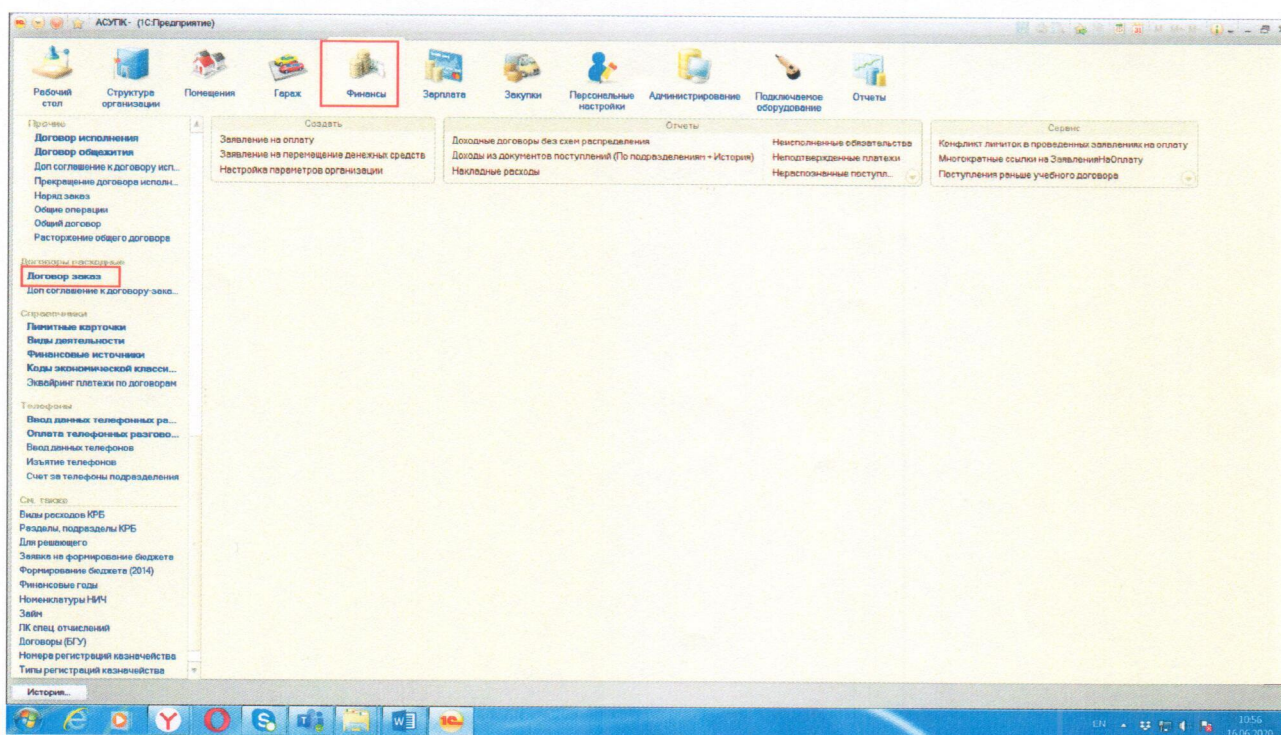 АСУПК- (1С:Предприятие)
Рабочий стол
Структура организации
Помещения
Гараж
Финансы
Зарплата
Закупки
Персональные настройки
Администрирование
Подключаемое оборудование
Отчеты
Прочие
Договор исполнения
Договор общежития
Доп соглашение к договору исп...
Прекращение договора исполн...
Наряд заказ
Общие операции
Общий договор
Расторжение общего договора
Договоры расходные
Договор заказ
Доп соглашение к договору-зака...
Справочники
Лимитные карточки
Виды деятельности
Финансовые источники
Коды экономической класси...
Эквайринг платежи по договорам
Телефоны
Ввод данных телефонных ра...
Оплата телефонных разгово...
Ввод данных телефонов
Изъятие телефонов
Счет за телефоны подразделения
См. также
Виды расходов КРБ
Разделы, подразделы КРБ
Для решающего
Заявка на формирование бюджета
Формирование бюджета (2014)
Финансовые годы
Номенклатуры НИЧ
Займ
ПК спец отчислений
Договоры (БГУ)
Номера регистраций казначейства
Типы регистраций казначейства
Создать
Заявление на оплату
Заявление на перемещение денежных средств
Настройка параметров организации
Отчеты
Доходные договоры без схем распределения
Доходы из документов поступлений (По подразделениям + История)
Накладные расходы
Неисполненные обязательства
Неподтвержденные платежи
Нераспознанные поступл...
Сервис
Конфликт личиток в проведенных заявлениях на оплату
Многократные ссылки на ЗаявленияНаОплату
Поступления раньше учебного договора
История...
EN
10:56
16.06.2020